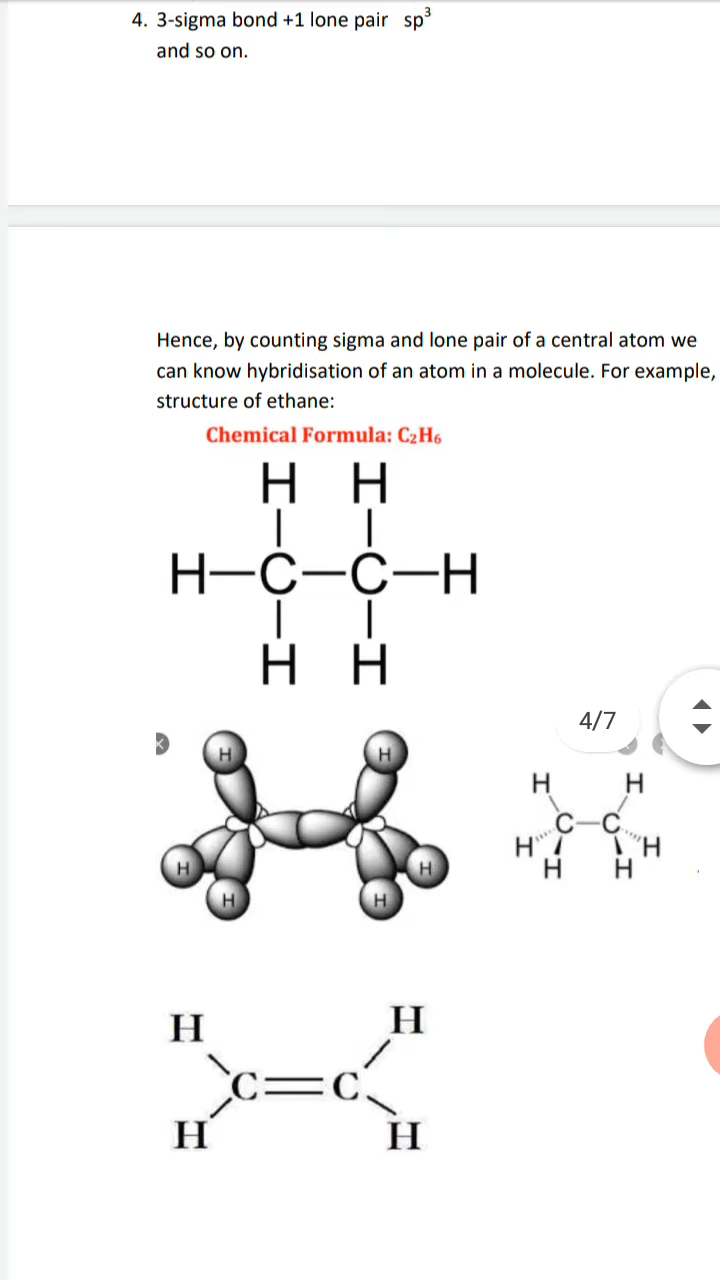 4. 3-sigma bond +1 lone pair sp³
and so on.
Hence, by counting sigma and lone pair of a central atom we
can know hybridisation of an atom in a molecule. For example,
structure of ethane:
Chemical Formula: C₂H₆
H H
H—C—C—H
H H
4/7
H H
H H
H H
H H
C—C
H H
H H
H H
C=C
H H